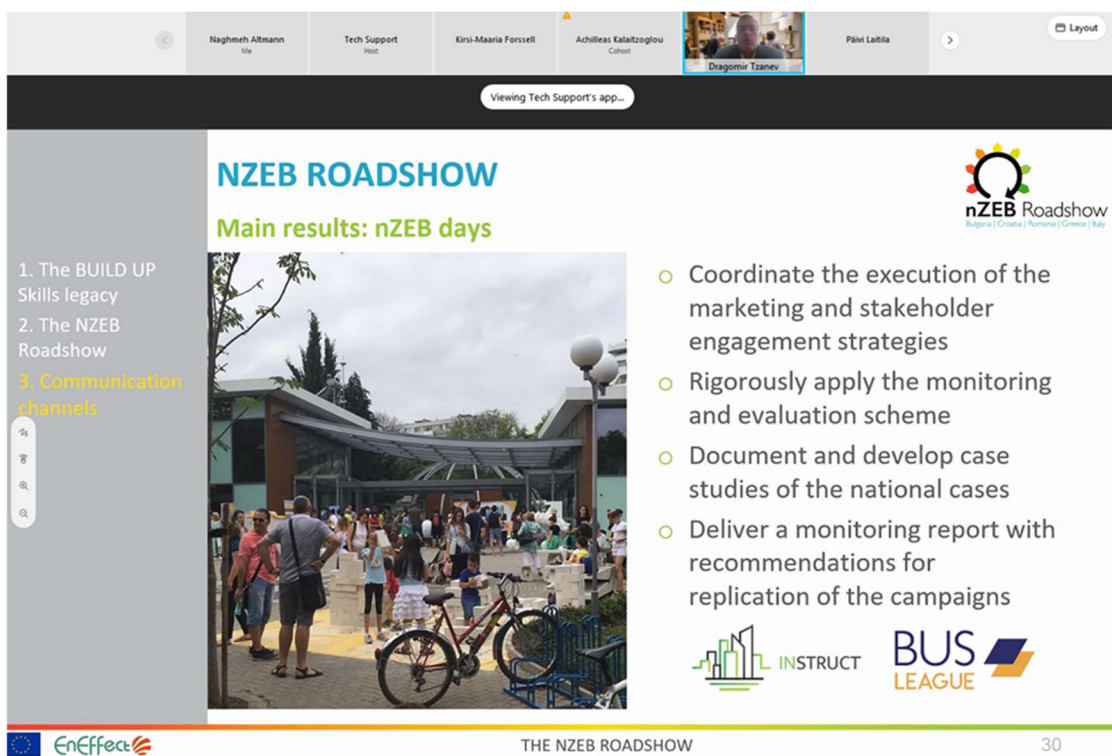 Naghmeh Altmann
Me
Tech Support
Host
Kirsi-Maaria Forssell
Achilleas Kalaitzoglou
Cohost
Dragomir Tzanev
Päivi Laitila
Layout
Viewing Tech Support's app...
NZEB ROADSHOW
Main results: nZEB days
nZEB Roadshow
Bulgaria | Croatia | Romania | Greece | Italy
1. The BUILD UP
Skills legacy
2. The NZEB
Roadshow
3. Communication
channels
Coordinate the execution of the
marketing and stakeholder
engagement strategies
Rigorously apply the monitoring
and evaluation scheme
Document and develop case
studies of the national cases
Deliver a monitoring report with
recommendations for
replication of the campaigns
INSTRUCT
BUS
LEAGUE
EnEffect
THE NZEB ROADSHOW
30